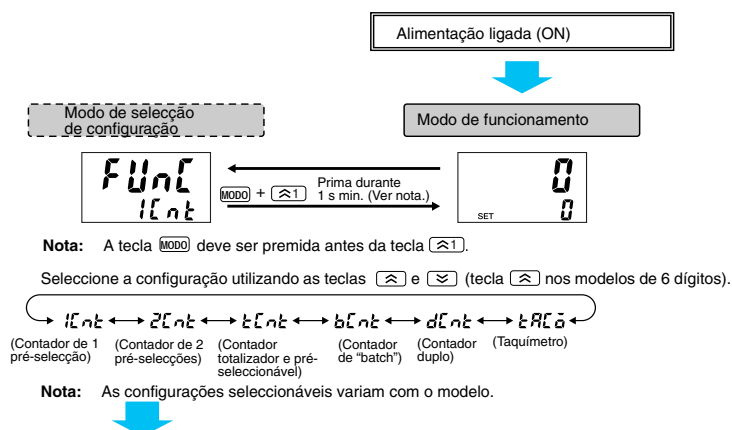 Alimentação ligada (ON)
Modo de selecção
de configuração
Modo de funcionamento
FUnC
1Cnt
MODO + 1
Prima durante
1 s min. (Ver nota.)
0
SET 0
Nota: A tecla MODO deve ser premida antes da tecla 1.
Seleccione a configuração utilizando as teclas e (tecla nos modelos de 6 dígitos).
1Cnt 2Cnt tCnt bCnt dCnt tACo
(Contador de 1
pré-selecção)
(Contador de 2
pré-selecções)
(Contador
totalizador e pré-
seleccionável)
(Contador
de “batch”)
(Contador
duplo)
(Taquímetro)
Nota: As configurações seleccionáveis variam com o modelo.